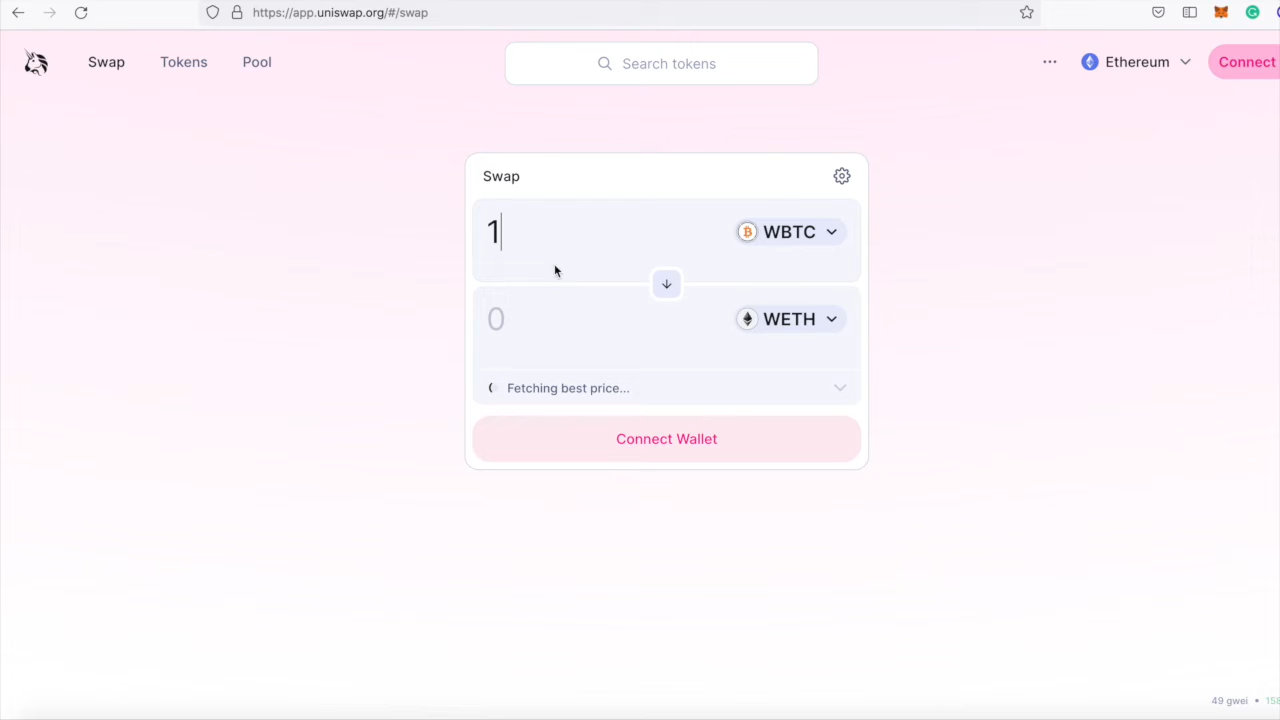 https://app.uniswap.org/#/swap
Swap Tokens Pool Search tokens Ethereum Connect
Swap
1 WBTC
0 WETH
Fetching best price...
Connect Wallet
49 gwei • 158